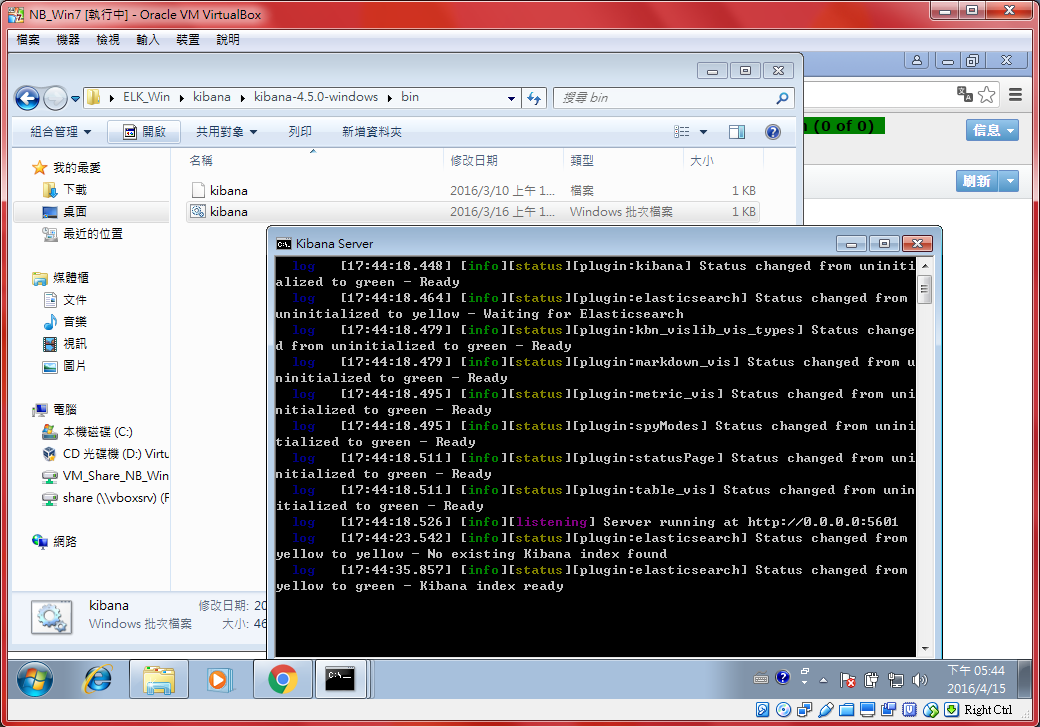 NB_Win7 [執行中] - Oracle VM VirtualBox
檔案 機器 檢視 輸入 裝置 說明
ELK_Win kibana kibana-4.5.0-windows bin
搜尋 bin
組合管理 開啟 共用對象 列印 新增資料夾
(0 of 0)
信息
刷新
我的最愛
下載
桌面
最近的位置
媒體櫃
文件
音樂
視訊
圖片
電腦
本機磁碟 (C:)
CD 光碟機 (D:) Virtu
VM_Share_NB_Win
share (\\vboxsrv) (F
網路
名稱 修改日期 類型 大小
kibana 2016/3/10 上午 1... 檔案 1 KB
kibana 2016/3/16 上午 1... Windows 批次檔案 1 KB
Kibana Server
log [17:44:18.448] [info][status][plugin:kibana] Status changed from uniniti
alized to green - Ready
log [17:44:18.464] [info][status][plugin:elasticsearch] Status changed from
uninitialized to yellow - Waiting for Elasticsearch
log [17:44:18.479] [info][status][plugin:kbn_vislib_vis_types] Status change
d from uninitialized to green - Ready
log [17:44:18.479] [info][status][plugin:markdown_vis] Status changed from u
ninitialized to green - Ready
log [17:44:18.495] [info][status][plugin:metric_vis] Status changed from uni
nitialized to green - Ready
log [17:44:18.495] [info][status][plugin:spyModes] Status changed from unini
tialized to green - Ready
log [17:44:18.511] [info][status][plugin:statusPage] Status changed from uni
nitialized to green - Ready
log [17:44:18.511] [info][status][plugin:table_vis] Status changed from unin
itialized to green - Ready
log [17:44:18.526] [info][listening] Server running at http://0.0.0.0:5601
log [17:44:23.542] [info][status][plugin:elasticsearch] Status changed from
yellow to yellow - No existing Kibana index found
log [17:44:35.857] [info][status][plugin:elasticsearch] Status changed from
yellow to green - Kibana index ready
kibana 修改日期: 20
Windows 批次檔案 大小: 46
下午 05:44
2016/4/15
Right Ctrl